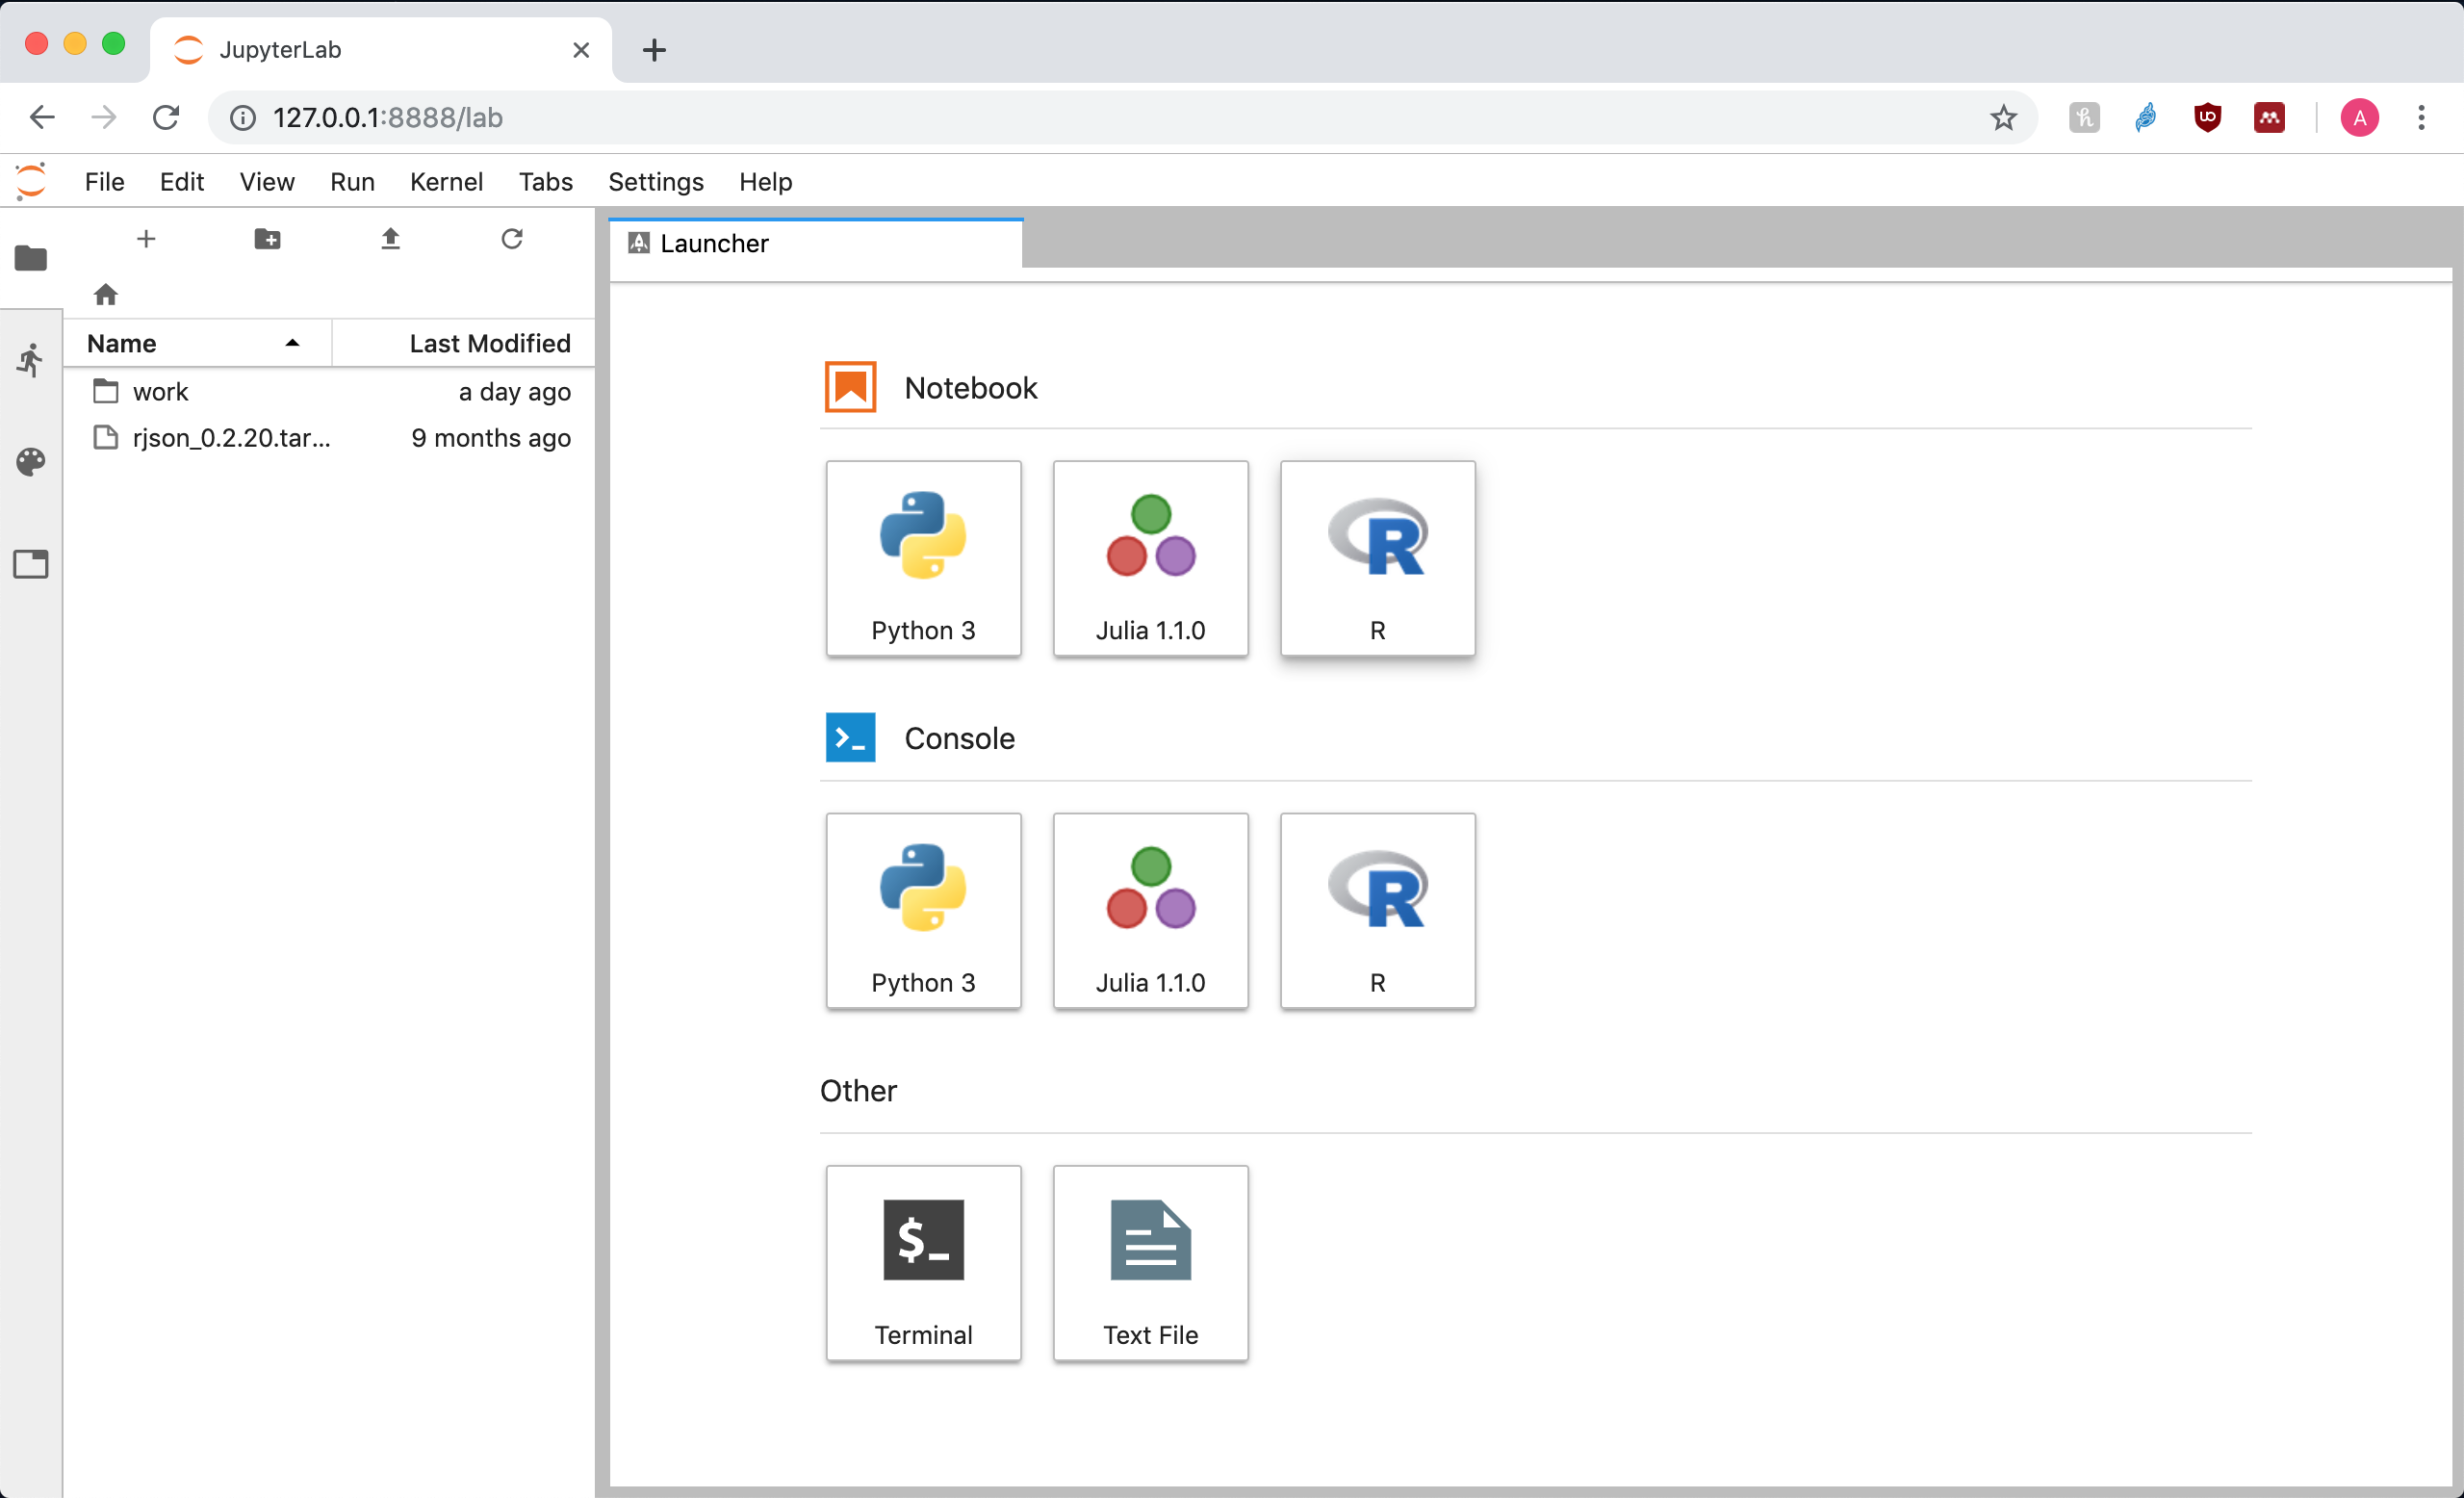 JupyterLab
127.0.0.1:8888/lab
A
File Edit View Run Kernel Tabs Settings Help
Launcher
Name Last Modified
work a day ago
rjson_0.2.20.tar... 9 months ago
Notebook
Python 3 Julia 1.1.0 R
Console
Python 3 Julia 1.1.0 R
Other
$_
Terminal Text File